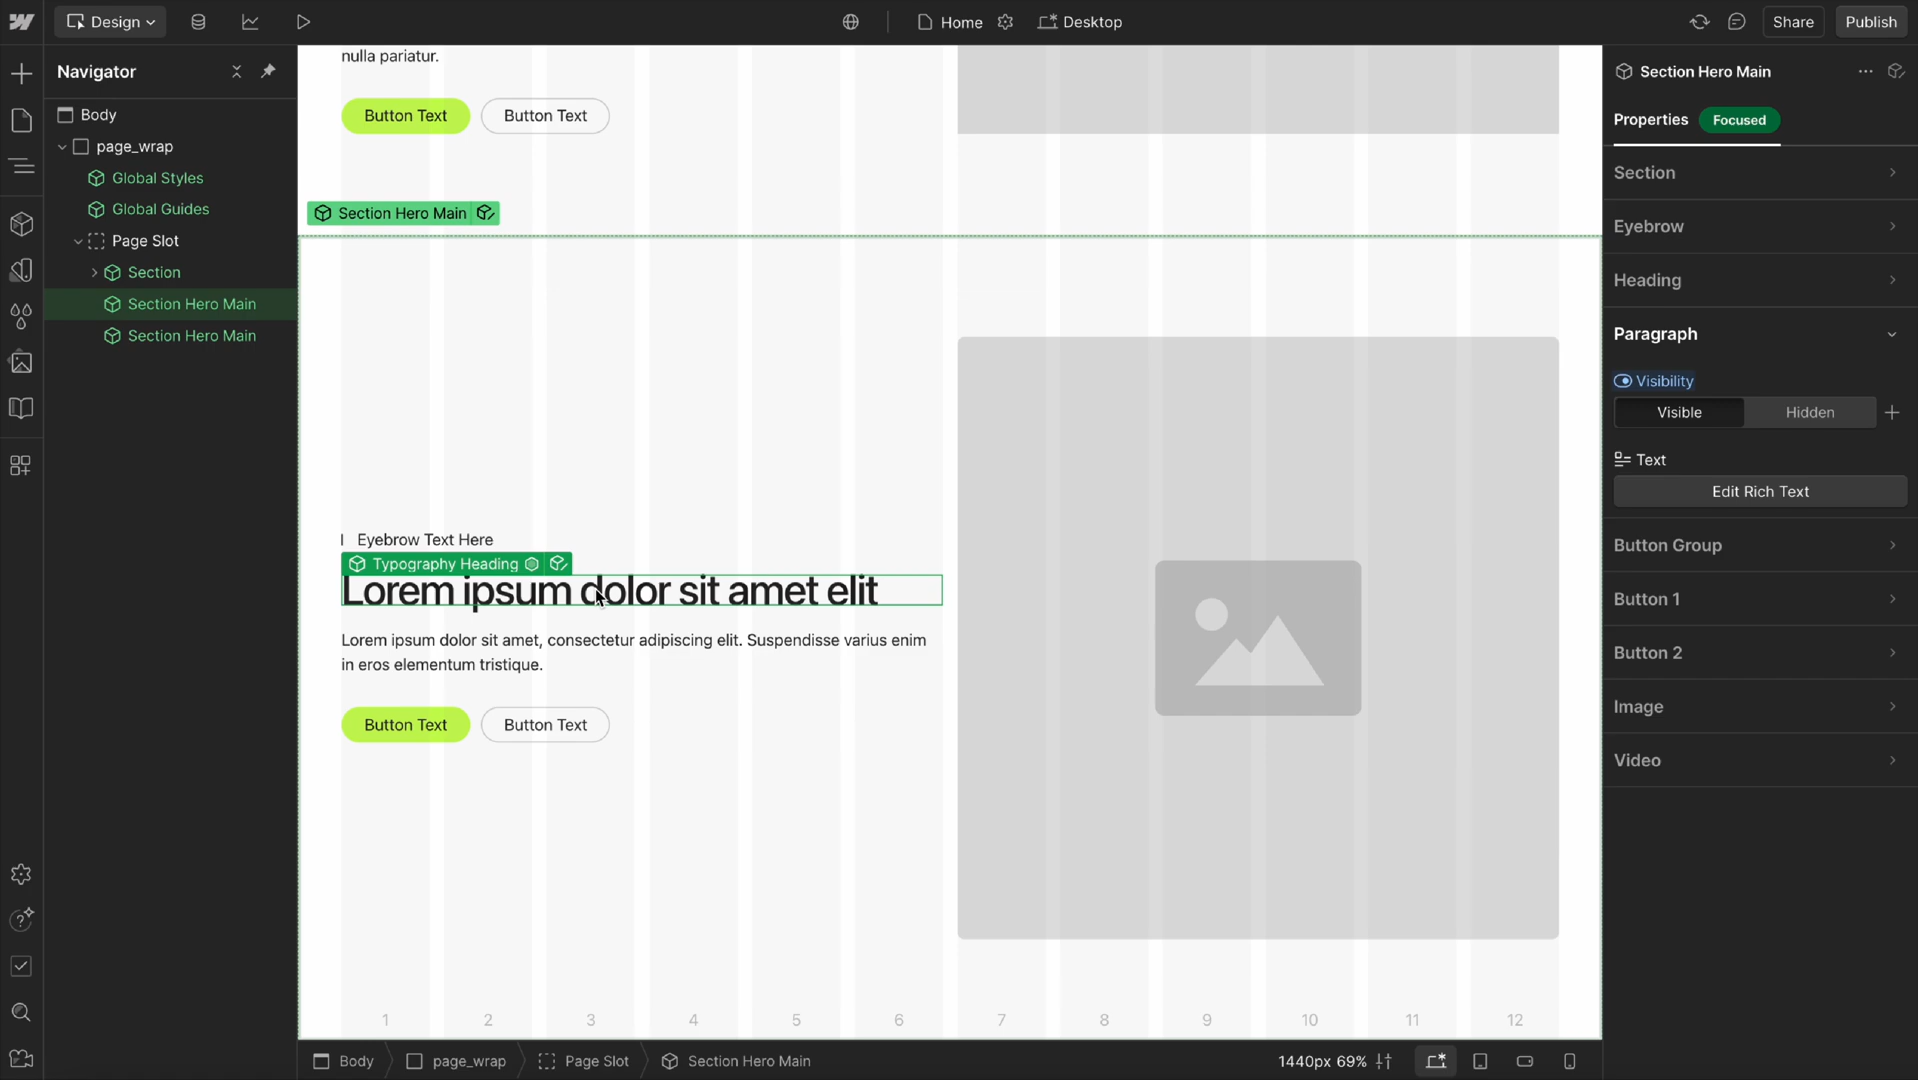 Design
Home
Desktop
Share
Publish
Navigator
Body
page_wrap
Global Styles
Global Guides
Page Slot
Section
Section Hero Main
Section Hero Main
nulla pariatur.
Button Text
Button Text
Section Hero Main
Eyebrow Text Here
Typography Heading
Lorem ipsum dolor sit amet elit
Lorem ipsum dolor sit amet, consectetur adipiscing elit. Suspendisse varius enim
in eros elementum tristique.
Button Text
Button Text
1 2 3 4 5 6 7 8 9 10 11 12
Body
page_wrap
Page Slot
Section Hero Main
1440px 69%
Section Hero Main
Properties
Focused
Section
Eyebrow
Heading
Paragraph
Visibility
Visible
Hidden
Text
Edit Rich Text
Button Group
Button 1
Button 2
Image
Video